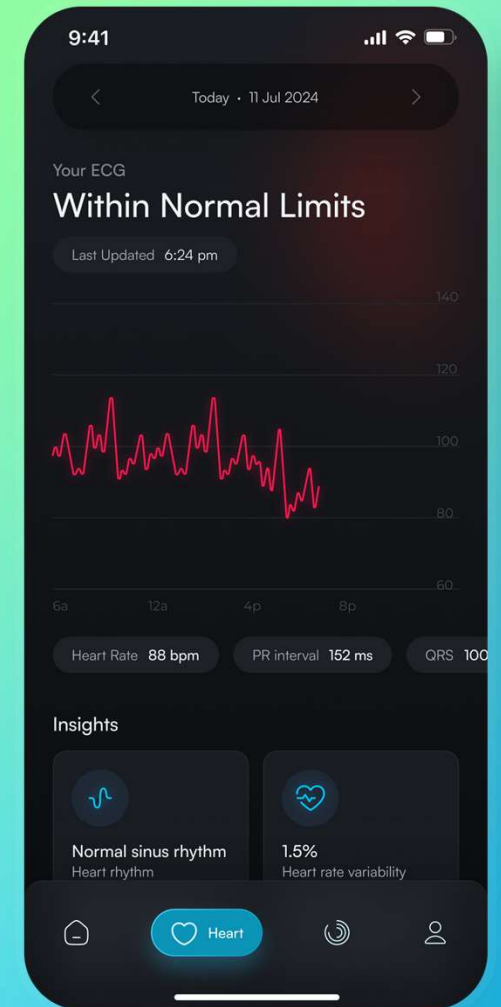 9:41
Today · 11 Jul 2024
Your ECG
Within Normal Limits
Last Updated 6:24 pm
140
120
100
80
60
6a 12a 4p 8p
Heart Rate 88 bpm PR interval 152 ms QRS 100
Insights
Normal sinus rhythm 1.5%
Heart rhythm Heart rate variability
Heart